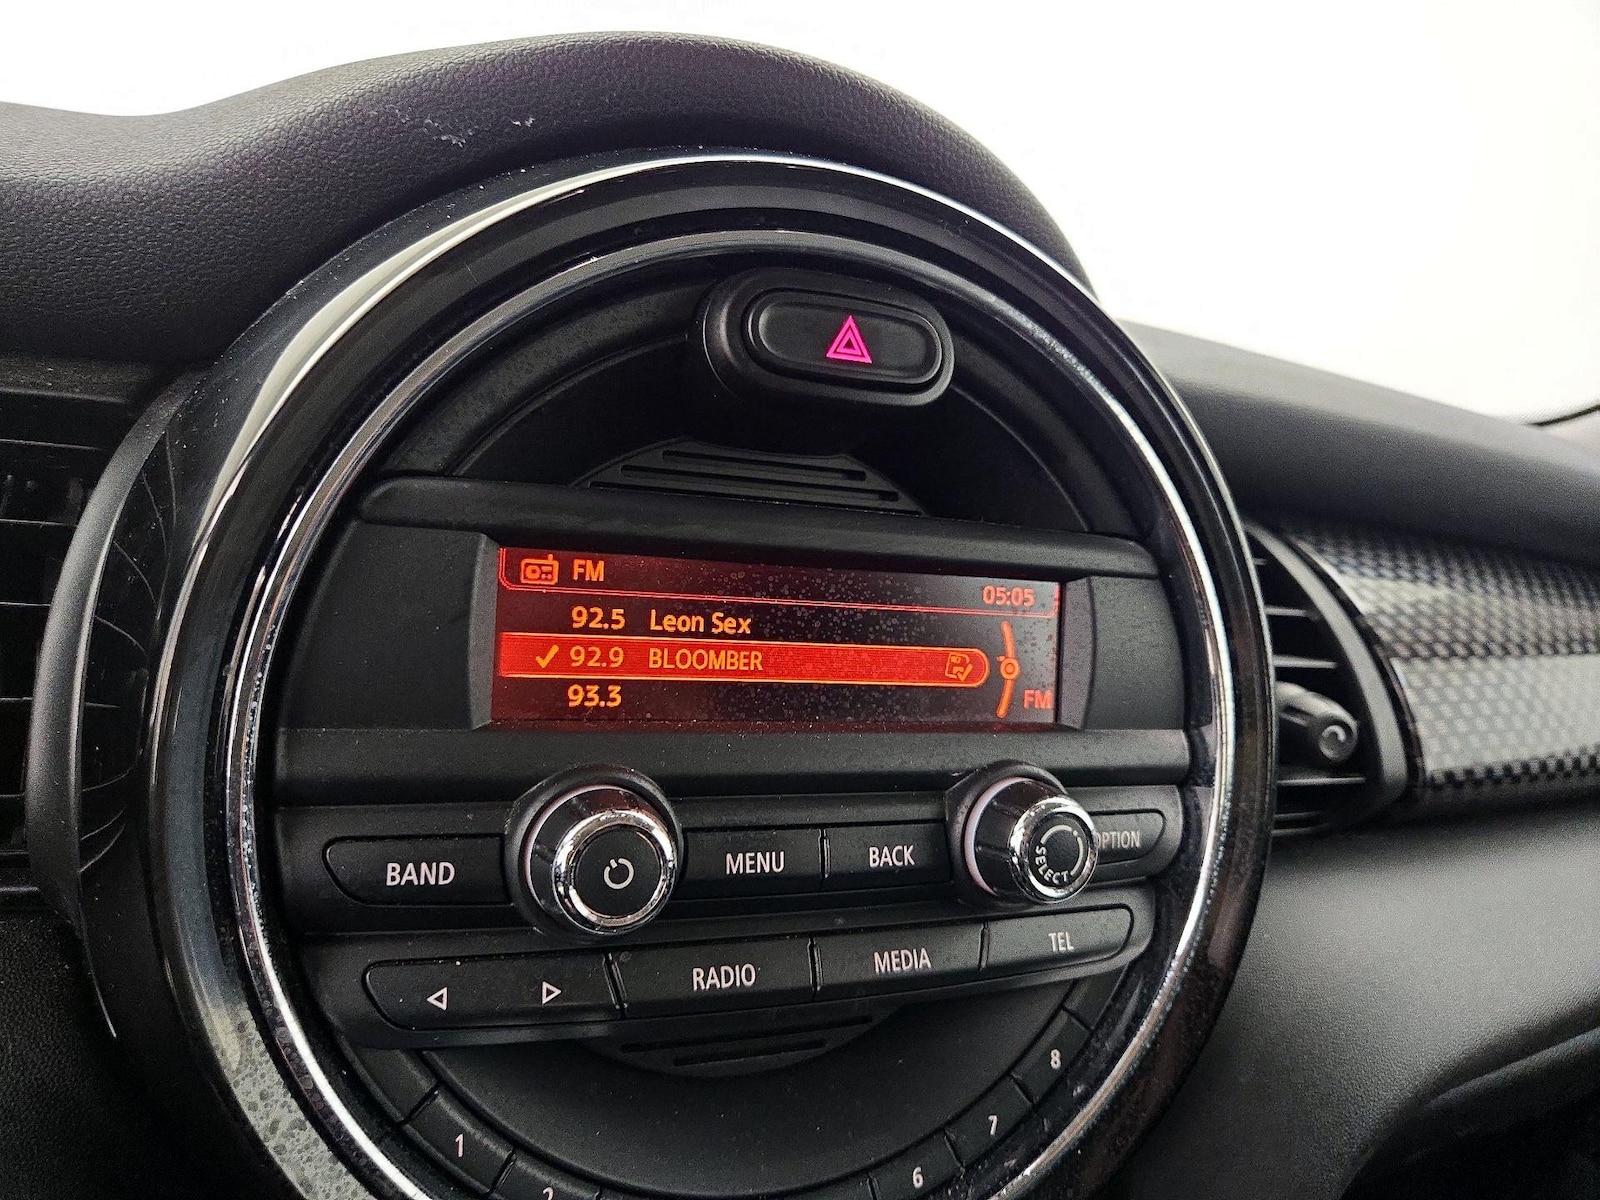 FM
05:05
92.5 Leon Sex
✓ 92.9 BLOOMBER
93.3
FM
BAND
MENU
BACK
SELECT
OPTION
RADIO
MEDIA
TEL
1
2
6
7
8